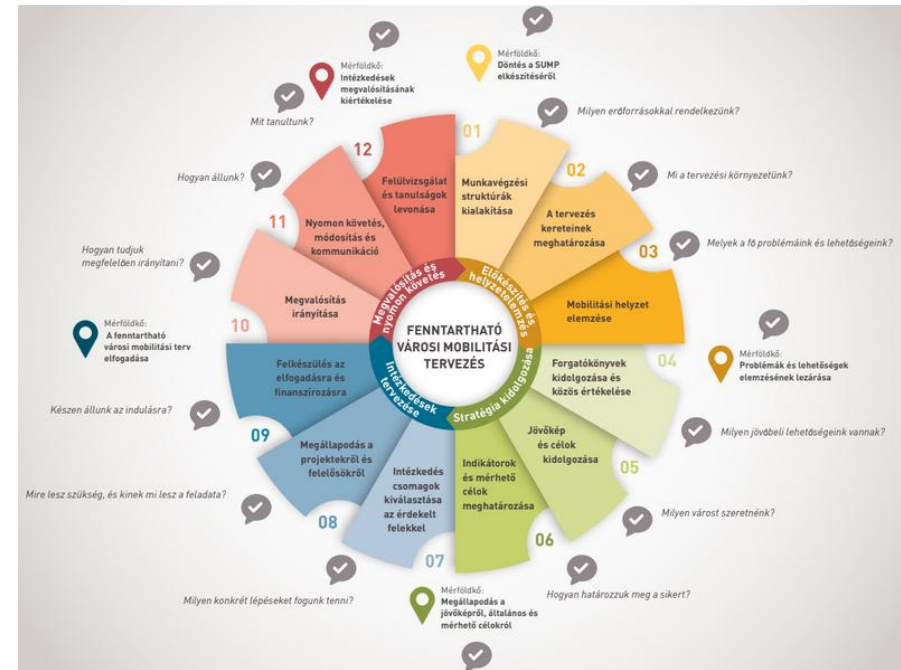 Mérföldkő:
Döntés a SUMP
elkészítéséről
Mérföldkő:
Intézkedések
megvalósításának
kiértékelése
Mit tanultunk?
Milyen erőforrásokkal rendelkezünk?
01
Munkavégzési
struktúrák
kialakítása
12
Felülvizsgálat
és tanulságok
levonása
Hogyan állunk?
Mi a tervezési környezetünk?
02
A tervezés
kereteinek
meghatározása
11
Nyomon követés,
módosítás és
kommunikáció
Hogyan tudjuk
megfelelően irányítani?
Melyek a fő problémáink és lehetőségeink?
03
Mobilitási helyzet
elemzése
10
Megvalósítás
irányítása
Megvalósítás és
nyomon követés
Előkészítés és
helyzetelemzés
FENNTARTHATÓ
VÁROSI MOBILITÁSI
TERVEZÉS
Intézkedések
tervezése
Stratégia kidolgozása
Mérföldkő:
A fenntartható
városi mobilitási terv
elfogadása
Mérföldkő:
Problémák és lehetőségek
elemzésének lezárása
04
Forgatókönyvek
kidolgozása és
közös értékelése
Felkészülés az
elfogadásra és
finanszírozásra
09
Készen állunk az indulásra?
Milyen jövőbeli lehetőségeink vannak?
Jövőkép
és célok
kidolgozása
05
Megállapodás a
projektekről és
felelősökről
08
Mire lesz szükség, és kinek mi lesz a feladata?
Milyen várost szeretnénk?
Indikátorok
és mérhető
célok
meghatározása
06
Intézkedés
csomagok
kiválasztása
az érdekelt
felekkel
07
Milyen konkrét lépéseket fogunk tenni?
Hogyan határozzuk meg a sikert?
Mérföldkő:
Megállapodás a
jövőképről, általános és
mérhető célokról